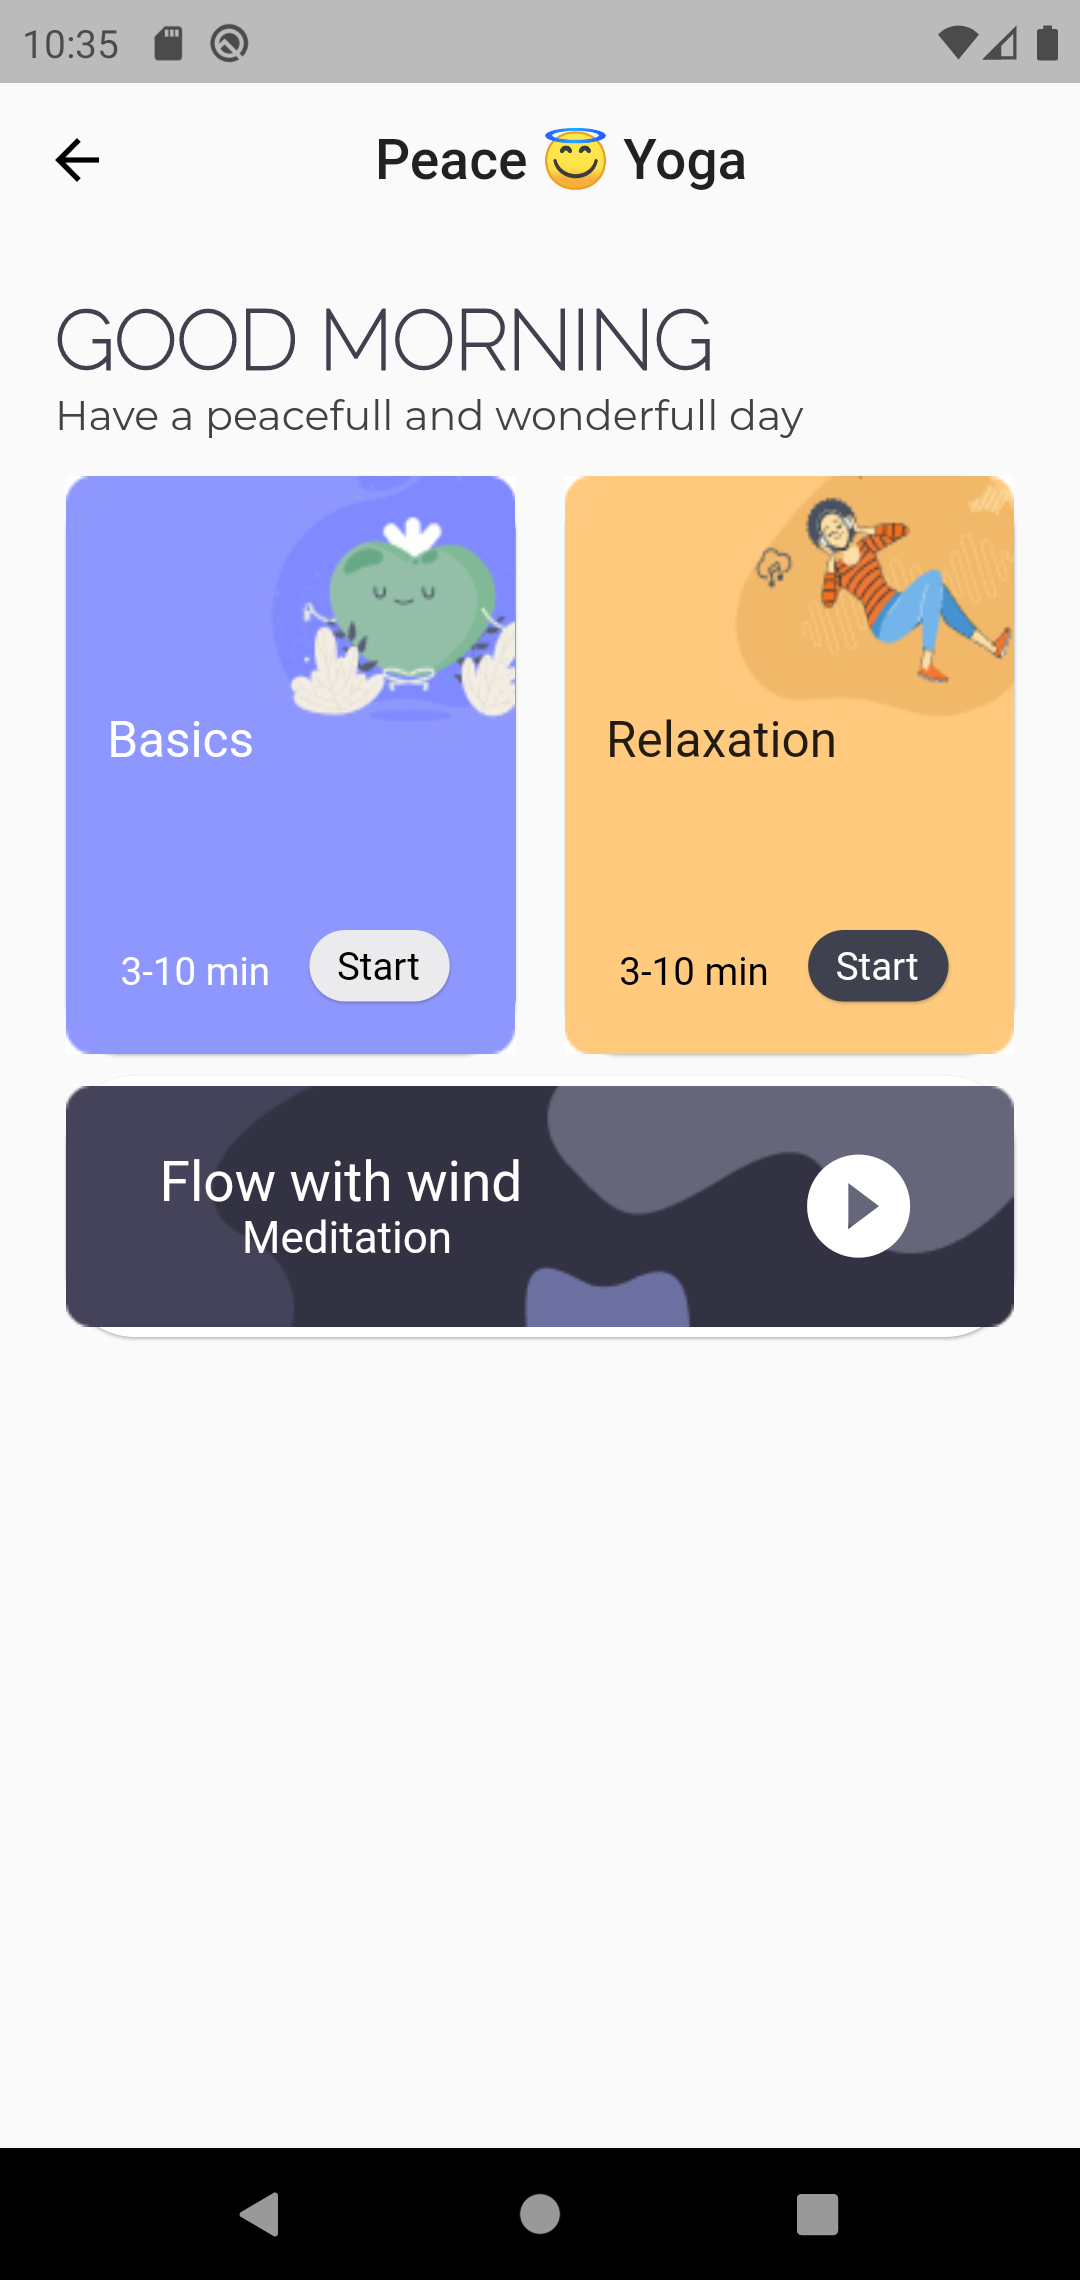 10:35
Peace 😇 Yoga
GOOD MORNING
Have a peacefull and wonderfull day
Basics
3-10 min
Start
Relaxation
3-10 min
Start
Flow with wind
Meditation